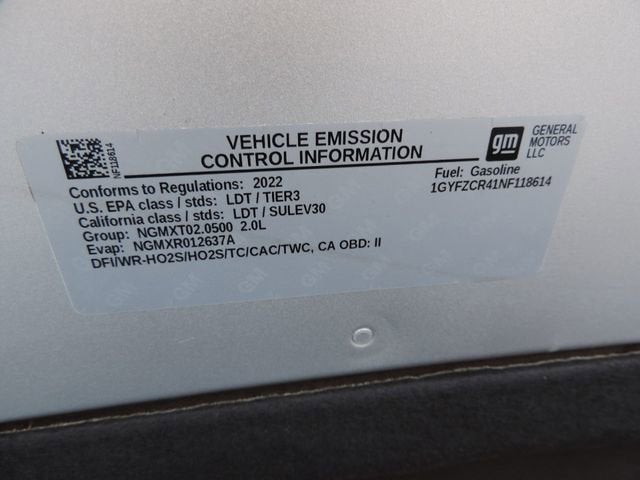 NF118614
VEHICLE EMISSION
CONTROL INFORMATION
gm
GENERAL
MOTORS
LLC
Conforms to Regulations: 2022
Fuel: Gasoline
U.S. EPA class / stds: LDT / TIER3
1GYFZCR41NF118614
California class / stds: LDT / SULEV30
Group: NGMXT02.0500 2.0L
Evap: NGMXR012637A
DFI/WR-HO2S/HO2S/TC/CAC/TWC, CA OBD: II